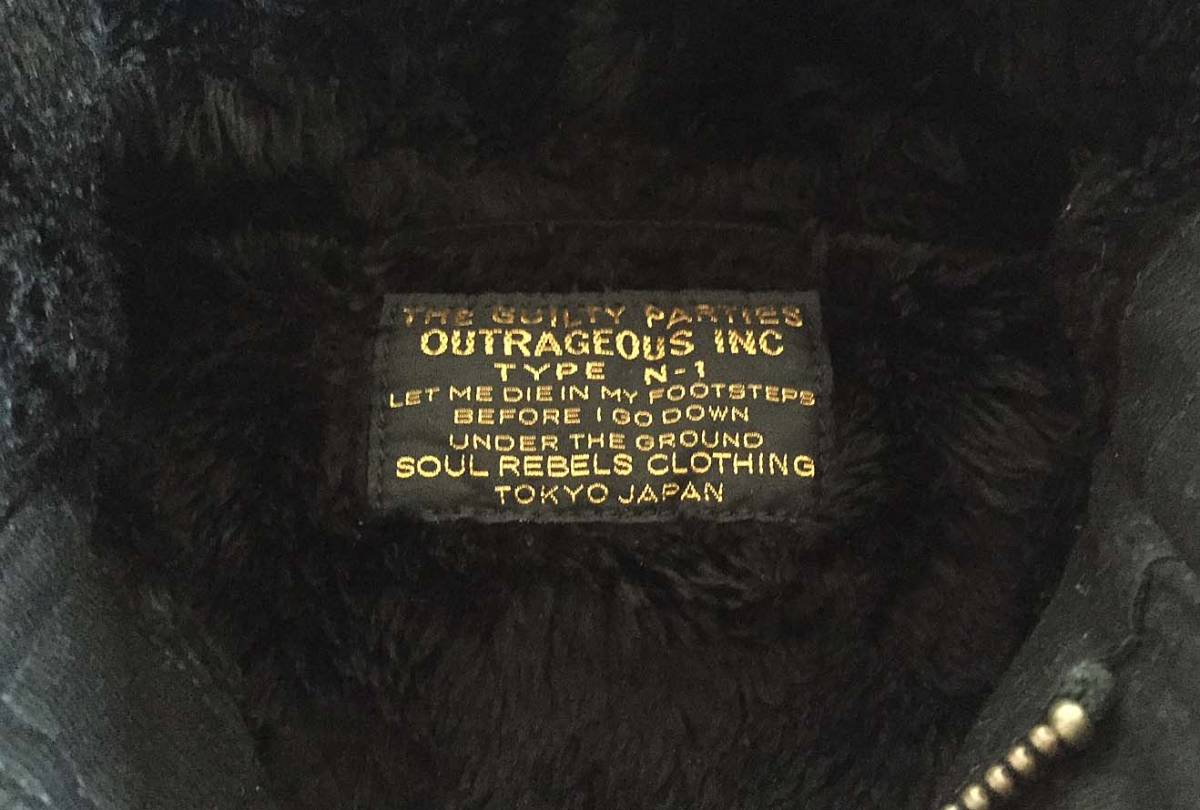 THE GUILTY PARTIES
OUTRAGEOUS INC
TYPE N-1
LET ME DIE IN MY FOOTSTEPS
BEFORE I GO DOWN
UNDER THE GROUND
SOUL REBELS CLOTHING
TOKYO JAPAN